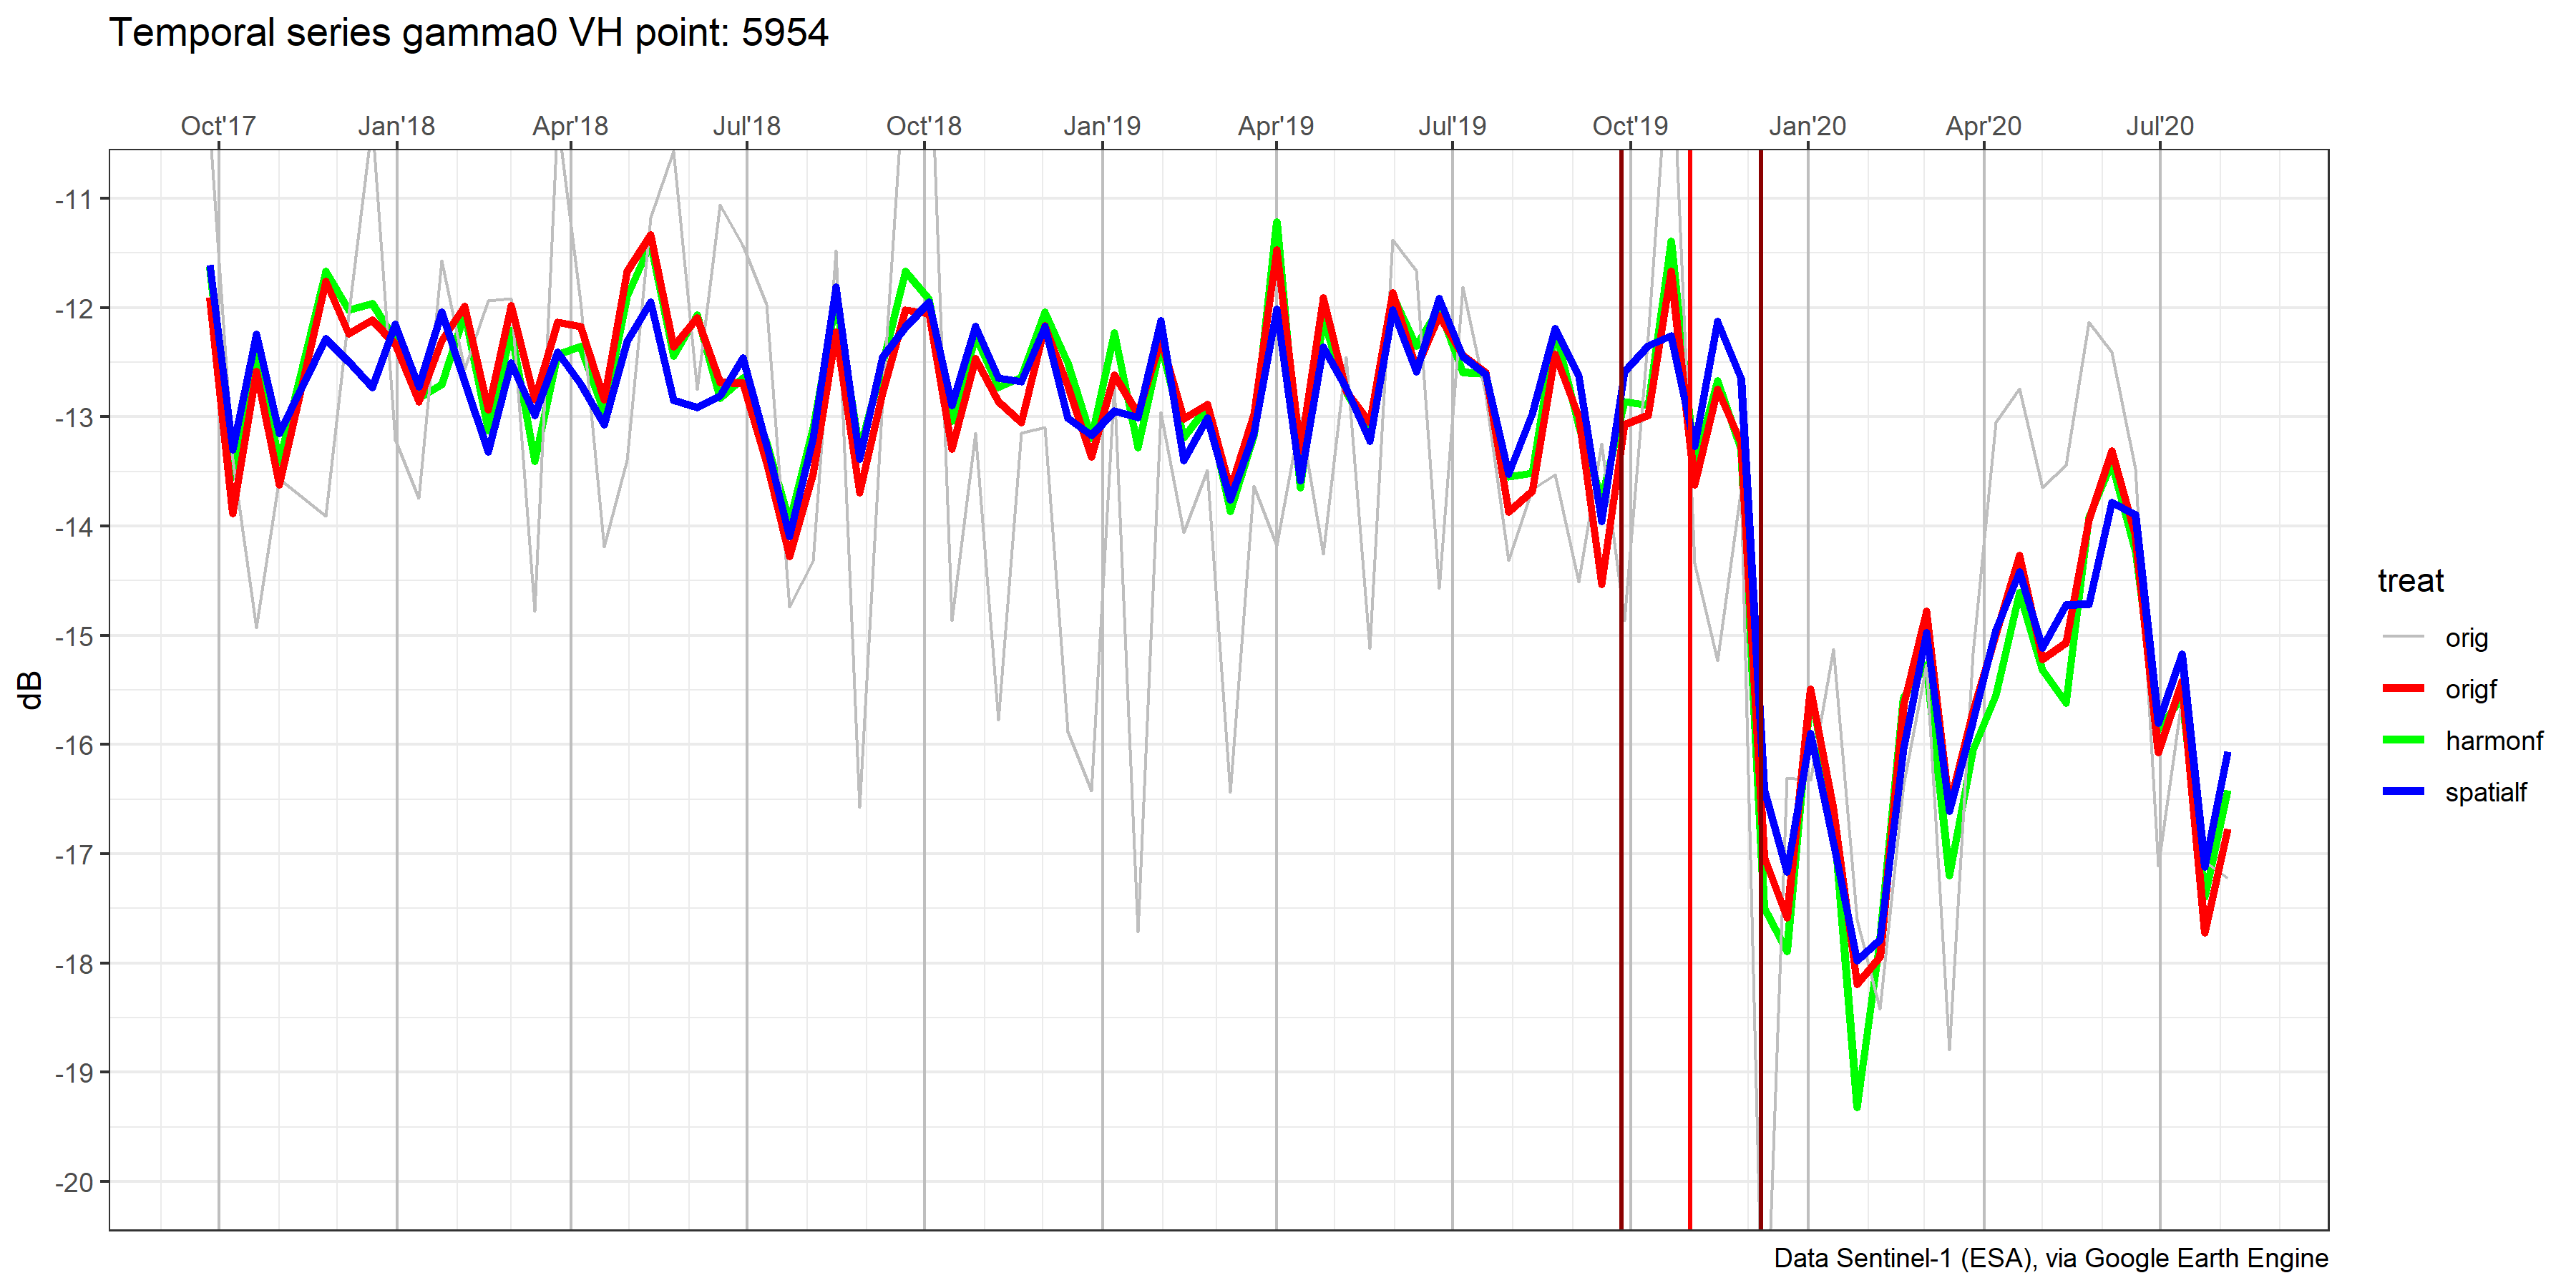 Temporal series gamma0 VH point: 5954
Oct'17 Jan'18 Apr'18 Jul'18 Oct'18 Jan'19 Apr'19 Jul'19 Oct'19 Jan'20 Apr'20 Jul'20
-11
-12
-13
-14
-15
-16
-17
-18
-19
-20
dB
treat
orig
origf
harmonf
spatialf
Data Sentinel-1 (ESA), via Google Earth Engine